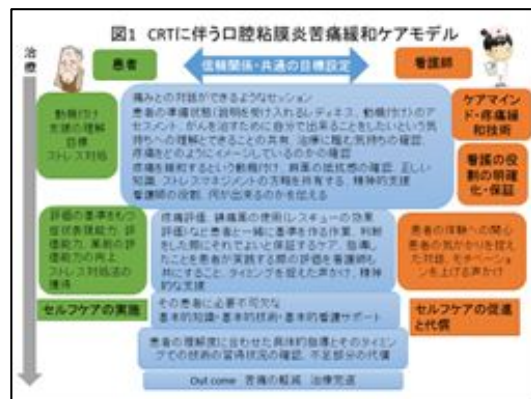 図1 CRTに伴う口腔粘膜炎苦痛緩和ケアモデル
治療
患者
信頼関係・共通の目標設定
看護師
動機付け
支援の理解
目標
ストレス対処
痛みとの対話ができるようなセッション
患者の準備状態(説明を受け入れるレディネス、動機付け)のア
セスメント、がんを治すために自分で出来ることをしたいという気
持ちへの理解とできることの共有、治療に臨む気持ちの確認、
疼痛をどのようにイメージしているのかの確認、
疼痛を緩和するという動機付け、麻薬の抵抗感の確認、正しい
知識、ストレスマネジメントの方略を共有する、精神的支援
看護師の役割、何が出来るのかを伝える
ケアマイン
ド・疼痛緩
和技術
看護の役
割の明確
化・保証
評価の基準をもつ
症状表現能力、評
価能力、薬剤の評
価能力の向上
ストレス対処法の
獲得
疼痛評価、鎮痛薬の使用(レスキューの効果
評価)など患者と一緒に基準を作る作業、判断
をした際にそれでよいと保証するケア、指導し
たことを患者が実践する際の評価を看護師も
共にすること、タイミングを捉えた声かけ、精神
的な支援
患者の体験への関心
患者の気がかりを捉え
た対話、モチベーショ
ンを上げる声かけ
セルフケアの実施
その患者に必要不可欠な
基本的知識・基本的技術・基本的看護サポート
セルフケアの促進
と代償
患者の理解度に合わせた具体的指導とそのタイミ
ングでの技術の習得状況の確認、不足部分の代償
Out come 苦痛の軽減 治療完遂